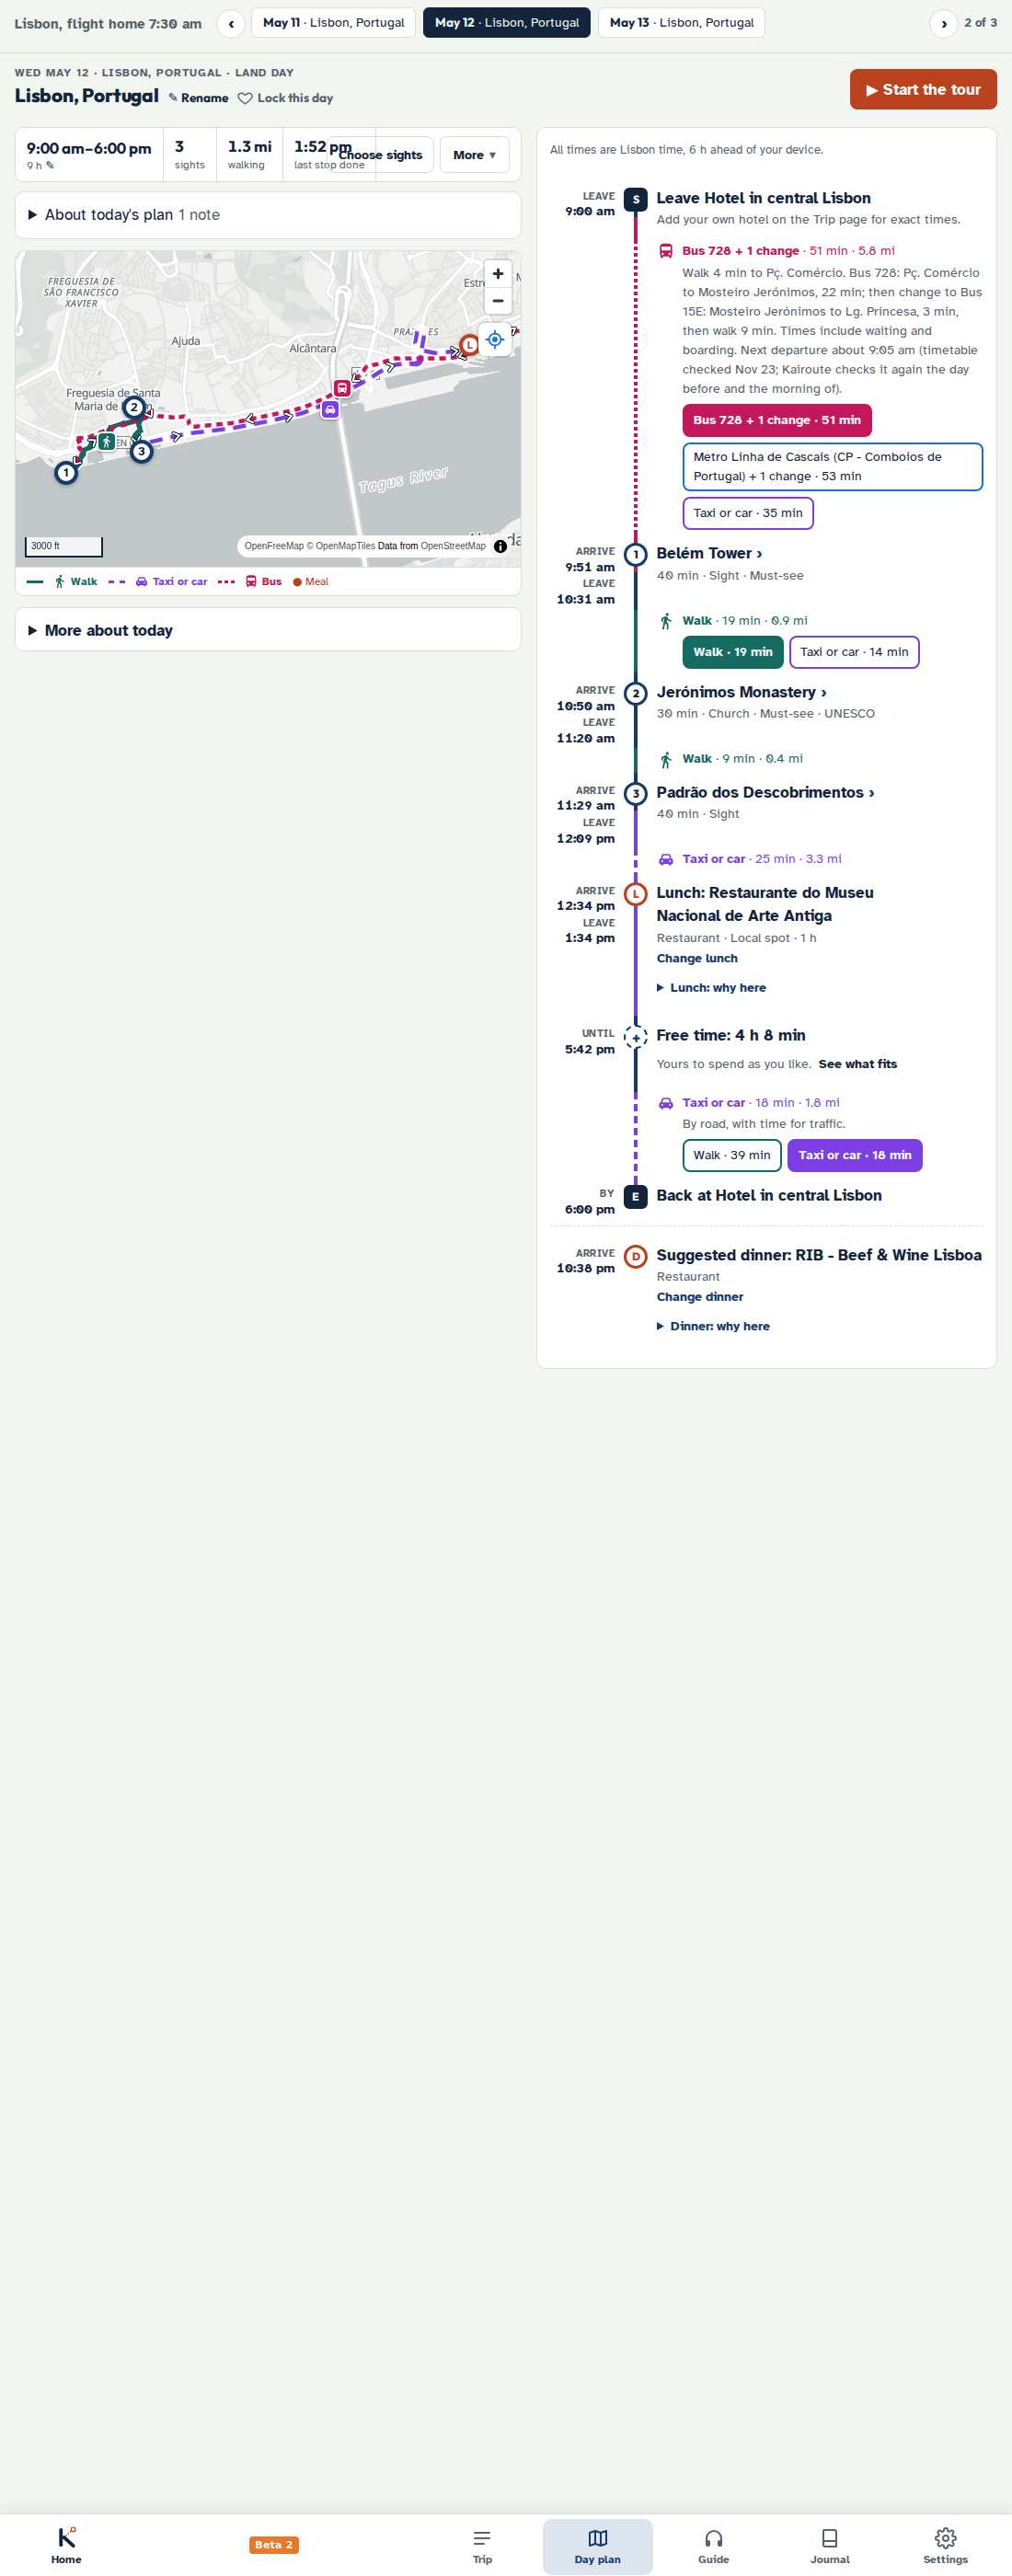 Lisbon, flight home 7:30 am
‹
May 11 · Lisbon, Portugal
May 12 · Lisbon, Portugal
May 13 · Lisbon, Portugal
›
2 of 3
WED MAY 12 · LISBON, PORTUGAL · LAND DAY
Lisbon, Portugal
✎ Rename
Lock this day
▶ Start the tour
9:00 am–6:00 pm
9 h ✎
3
sights
1.3 mi
walking
1:52 pm
last stop done
Choose sights
More ▼
▶ About today's plan 1 note
FREGUESIA DE
SÃO FRANCISCO
XAVIER
Ajuda
Alcântara
Freguesia de Santa
Maria de
Tagus River
L
2
3
1
+
−
3000 ft
OpenFreeMap © OpenMapTiles Data from OpenStreetMap
Walk
Taxi or car
Bus
Meal
▶ More about today
All times are Lisbon time, 6 h ahead of your device.
LEAVE
9:00 am
S
Leave Hotel in central Lisbon
Add your own hotel on the Trip page for exact times.
Bus 728 + 1 change · 51 min · 5.8 mi
Walk 4 min to Pç. Comércio. Bus 728: Pç. Comércio
to Mosteiro Jerónimos, 22 min; then change to Bus
15E: Mosteiro Jerónimos to Lg. Princesa, 3 min,
then walk 9 min. Times include waiting and
boarding. Next departure about 9:05 am (timetable
checked Nov 23; Kairoute checks it again the day
before and the morning of).
Bus 728 + 1 change · 51 min
Metro Linha de Cascais (CP - Comboios de
Portugal) + 1 change · 53 min
Taxi or car · 35 min
ARRIVE
9:51 am
LEAVE
10:31 am
1
Belém Tower ›
40 min · Sight · Must-see
Walk · 19 min · 0.9 mi
Walk · 19 min
Taxi or car · 14 min
ARRIVE
10:50 am
LEAVE
11:20 am
2
Jerónimos Monastery ›
30 min · Church · Must-see · UNESCO
Walk · 9 min · 0.4 mi
ARRIVE
11:29 am
LEAVE
12:09 pm
3
Padrão dos Descobrimentos ›
40 min · Sight
Taxi or car · 25 min · 3.3 mi
ARRIVE
12:34 pm
LEAVE
1:34 pm
L
Lunch: Restaurante do Museu
Nacional de Arte Antiga
Restaurant · Local spot · 1 h
Change lunch
▶ Lunch: why here
UNTIL
5:42 pm
+
Free time: 4 h 8 min
Yours to spend as you like. See what fits
Taxi or car · 18 min · 1.8 mi
By road, with time for traffic.
Walk · 39 min
Taxi or car · 18 min
BY
6:00 pm
E
Back at Hotel in central Lisbon
ARRIVE
10:38 pm
D
Suggested dinner: RIB - Beef & Wine Lisboa
Restaurant
Change dinner
▶ Dinner: why here
Home
Beta 2
Trip
Day plan
Guide
Journal
Settings